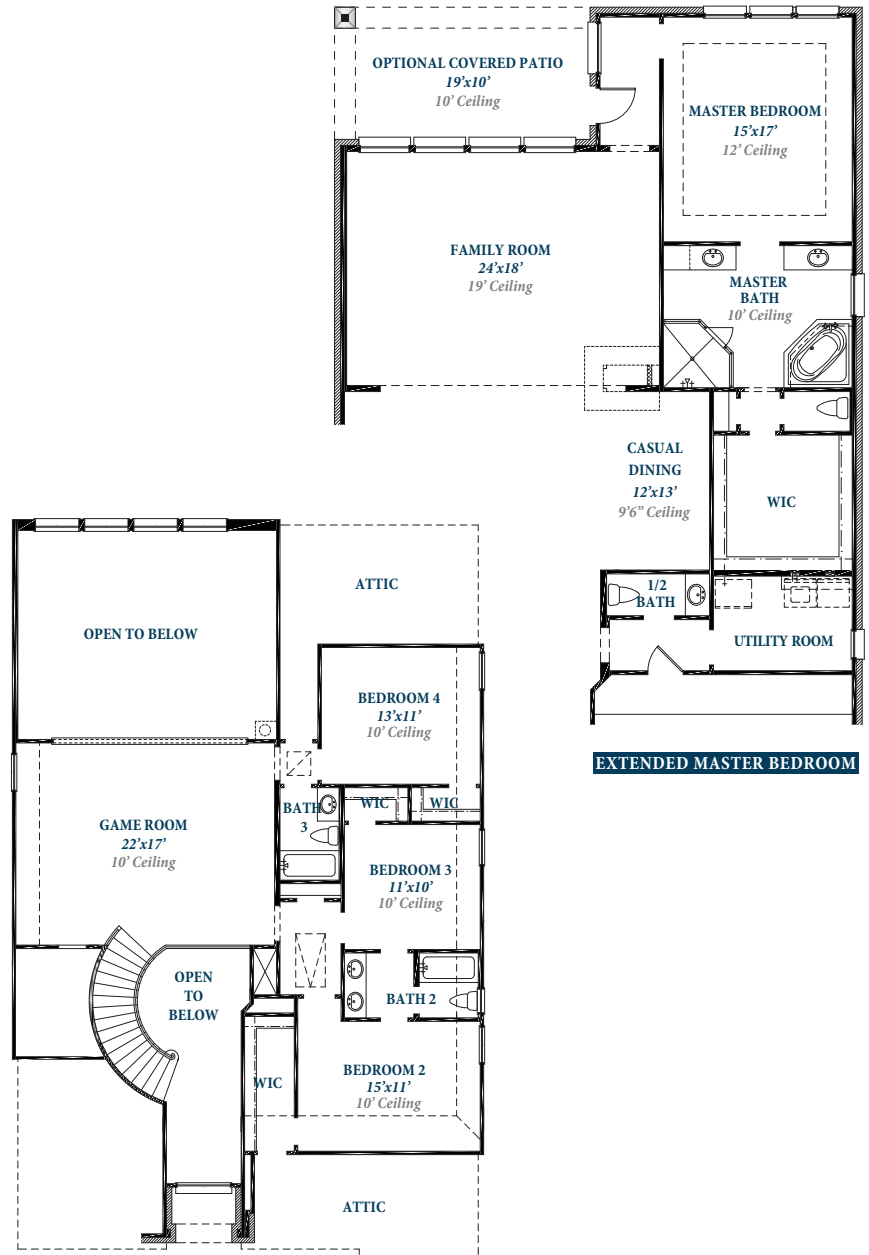 OPTIONAL COVERED PATIO
19’x10’
10’ Ceiling
MASTER BEDROOM
15’x17’
12’ Ceiling
FAMILY ROOM
24’x18’
19’ Ceiling
MASTER
BATH
10’ Ceiling
CASUAL
DINING
12’x13’
9’6” Ceiling
WIC
1/2
BATH
UTILITY ROOM
EXTENDED MASTER BEDROOM
ATTIC
OPEN TO BELOW
BEDROOM 4
13’x11’
10’ Ceiling
BATH
3
WIC
WIC
GAME ROOM
22’x17’
10’ Ceiling
BEDROOM 3
11’x10’
10’ Ceiling
OPEN
TO
BELOW
BATH 2
BEDROOM 2
15’x11’
10’ Ceiling
WIC
ATTIC